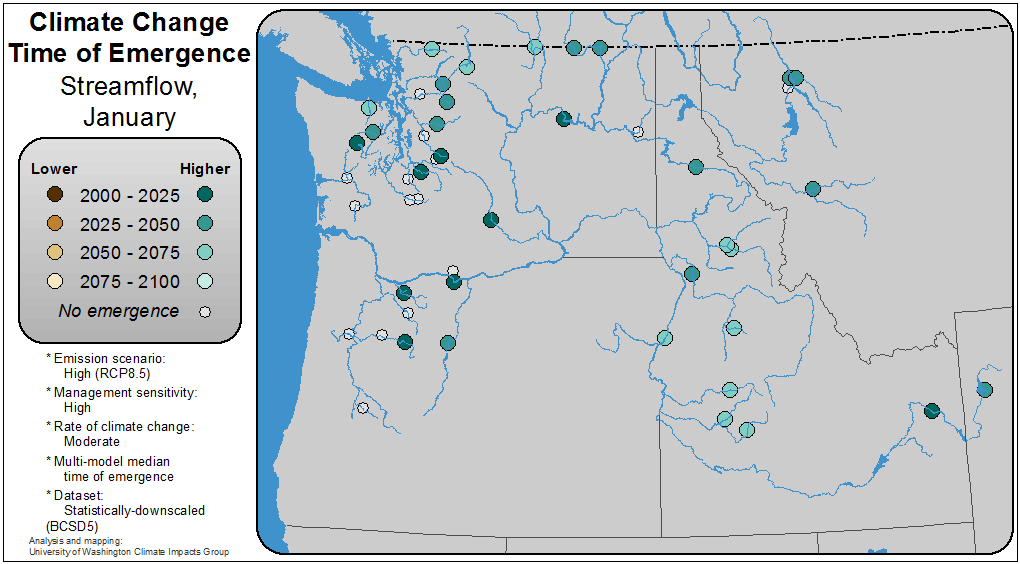 Climate Change
Time of Emergence
Streamflow,
January
Lower Higher
2000 - 2025
2025 - 2050
2050 - 2075
2075 - 2100
No emergence
* Emission scenario:
High (RCP8.5)
* Management sensitivity:
High
* Rate of climate change:
Moderate
* Multi-model median
time of emergence
* Dataset:
Statistically-downscaled
(BCSD5)
Analysis and mapping:
University of Washington Climate Impacts Group